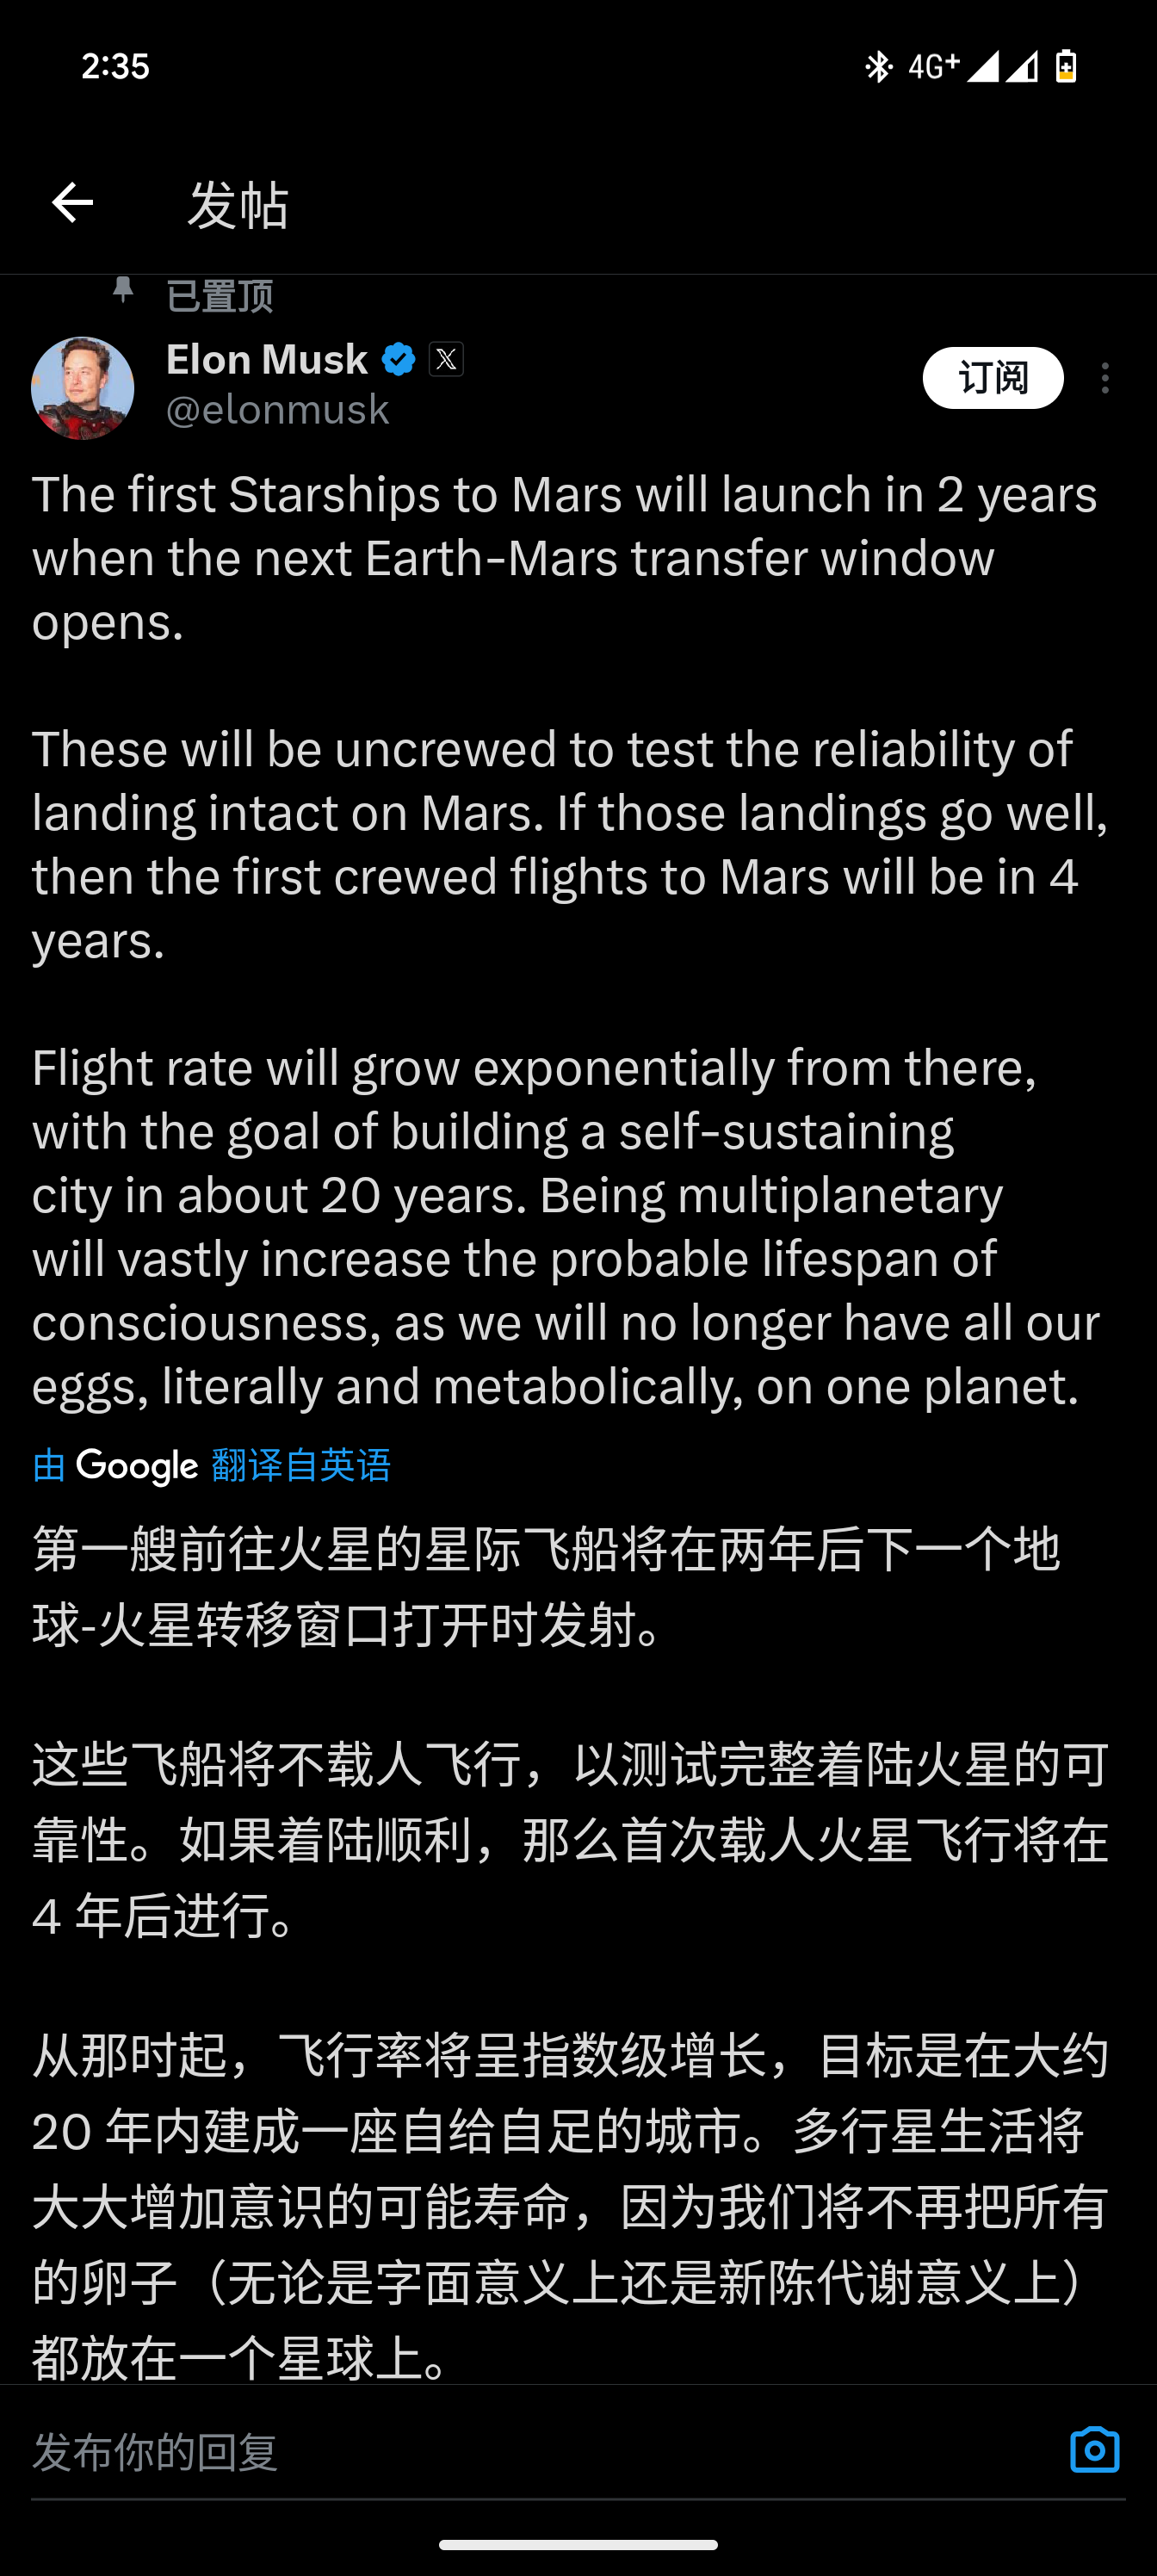 2:35
4G+
发帖
已置顶
Elon Musk
订阅
@elonmusk
The first Starships to Mars will launch in 2 years
when the next Earth-Mars transfer window
opens.
These will be uncrewed to test the reliability of
landing intact on Mars. If those landings go well,
then the first crewed flights to Mars will be in 4
years.
Flight rate will grow exponentially from there,
with the goal of building a self-sustaining
city in about 20 years. Being multiplanetary
will vastly increase the probable lifespan of
consciousness, as we will no longer have all our
eggs, literally and metabolically, on one planet.
由 Google 翻译自英语
第一艘前往火星的星际飞船将在两年后下一个地
球-火星转移窗口打开时发射。
这些飞船将不载人飞行，以测试完整着陆火星的可
靠性。如果着陆顺利，那么首次载人火星飞行将在
4 年后进行。
从那时起，飞行率将呈指数级增长，目标是在大约
20 年内建成一座自给自足的城市。多行星生活将
大大增加意识的可能寿命，因为我们将不再把所有
的卵子（无论是字面意义上还是新陈代谢意义上）
都放在一个星球上。
发布你的回复